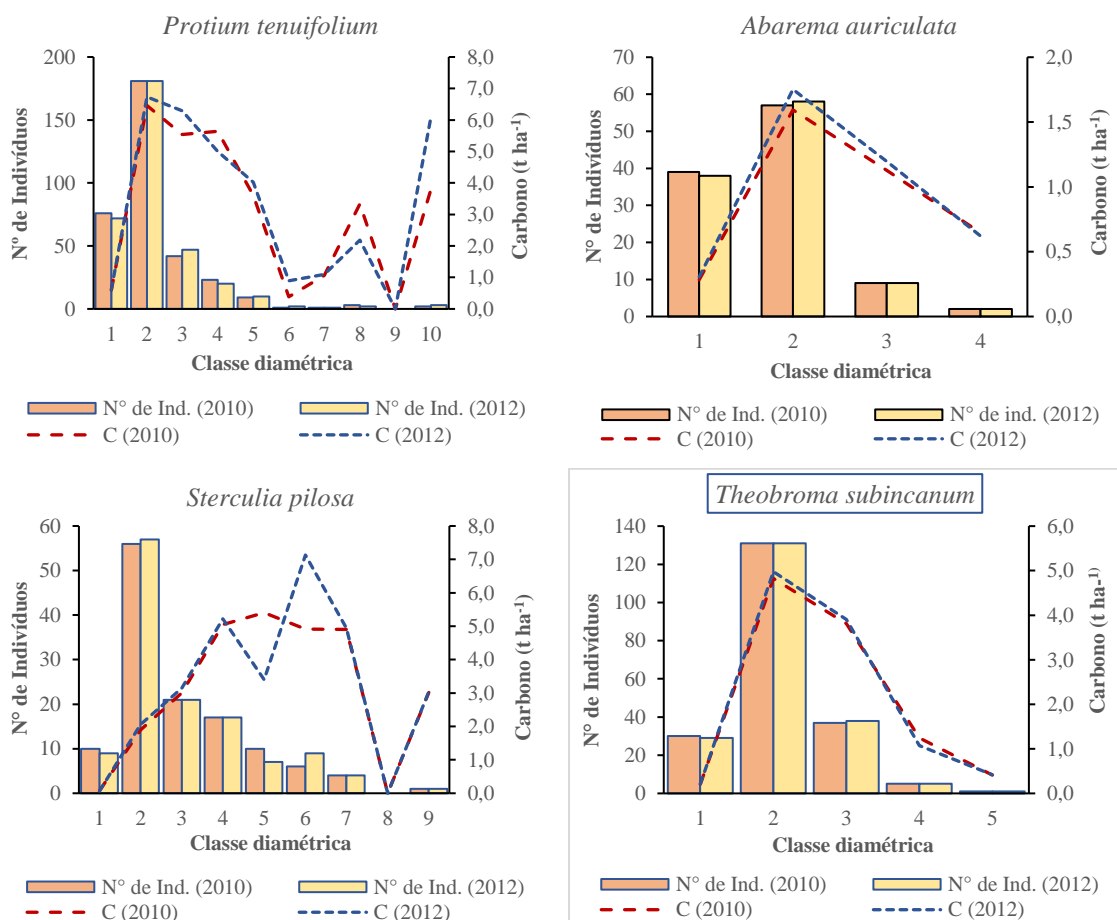 Protium tenuifolium
200
150
100
50
0
N° de Indivíduos
8,0
7,0
6,0
5,0
4,0
3,0
2,0
1,0
0,0
Carbono (t ha-1)
1 2 3 4 5 6 7 8 9 10
Classe diamétrica
N° de Ind. (2010) N° de Ind. (2012)
C (2010) C (2012)
Abarema auriculata
70
60
50
40
30
20
10
0
N° de Indivíduos
2,0
1,5
1,0
0,5
0,0
Carbono (t ha-1)
1 2 3 4
Classe diamétrica
N° de Ind. (2010) N° de ind. (2012)
C (2010) C (2012)
Sterculia pilosa
60
50
40
30
20
10
0
N° de Indivíduos
8,0
7,0
6,0
5,0
4,0
3,0
2,0
1,0
0,0
Carbono (t ha-1)
1 2 3 4 5 6 7 8 9
Classe diamétrica
N° de Ind. (2010) N° de Ind. (2012)
C (2010) C (2012)
Theobroma subincanum
140
120
100
80
60
40
20
0
N° de Indivíduos
6,0
5,0
4,0
3,0
2,0
1,0
0,0
Carbono (t ha-1)
1 2 3 4 5
Classe diamétrica
N° de Ind. (2010) N° de Ind. (2012)
C (2010) C (2012)